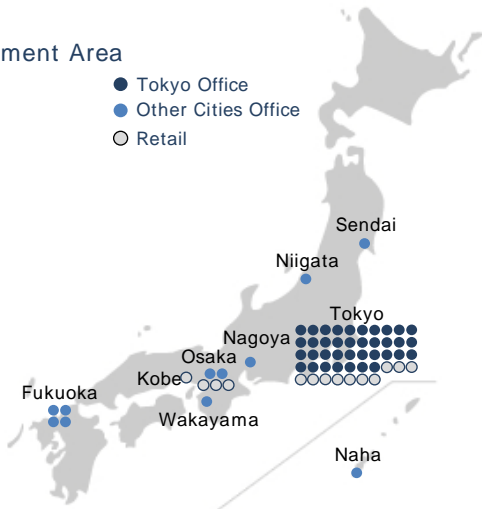 ment Area
Tokyo Office
Other Cities Office
Retail
Sendai
Niigata
Tokyo
Nagoya
Osaka
Kobe
Fukuoka
Wakayama
Naha